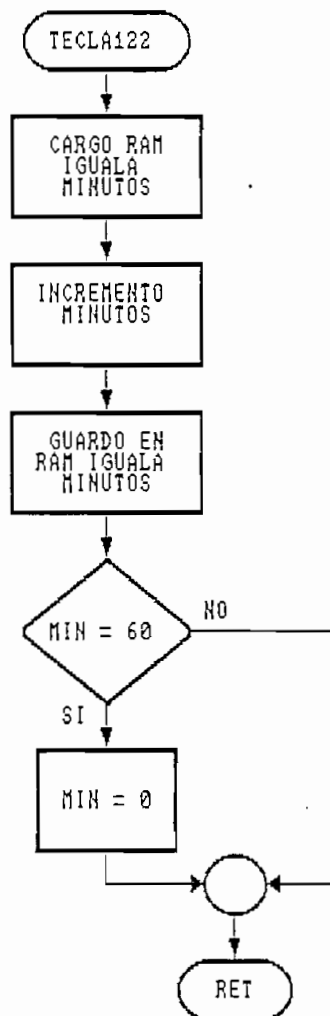 TECLA122
CARGO RAM
IGUALA
MINUTOS
INCREMENTO
MINUTOS
GUARDO EN
RAM IGUALA
MINUTOS
MIN = 60
NO
SI
MIN = 0
RET